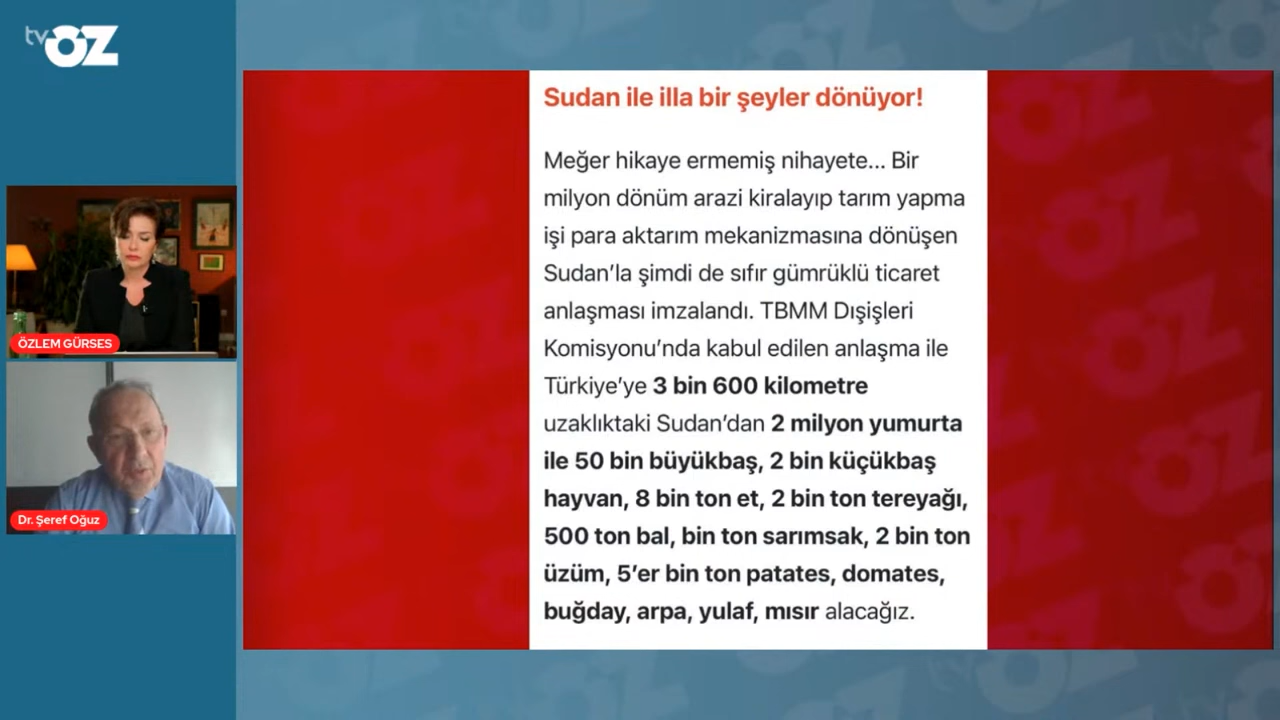 tv ÖZ
Sudan ile illa bir şeyler dönüyor!
Meğer hikaye ermemiş nihayete... Bir
milyon dönüm arazi kiralayıp tarım yapma
işi para aktarım mekanizmasına dönüşen
Sudan’la şimdi de sıfır gümrüklü ticaret
anlaşması imzalandı. TBMM Dışişleri
Komisyonu’nda kabul edilen anlaşma ile
Türkiye’ye 3 bin 600 kilometre
uzaklıktaki Sudan’dan 2 milyon yumurta
ile 50 bin büyükbaş, 2 bin küçükbaş
hayvan, 8 bin ton et, 2 bin ton tereyağı,
500 ton bal, bin ton sarımsak, 2 bin ton
üzüm, 5’er bin ton patates, domates,
buğday, arpa, yulaf, mısır alacağız.
ÖZLEM GÜRSES
Dr. Şeref Oğuz